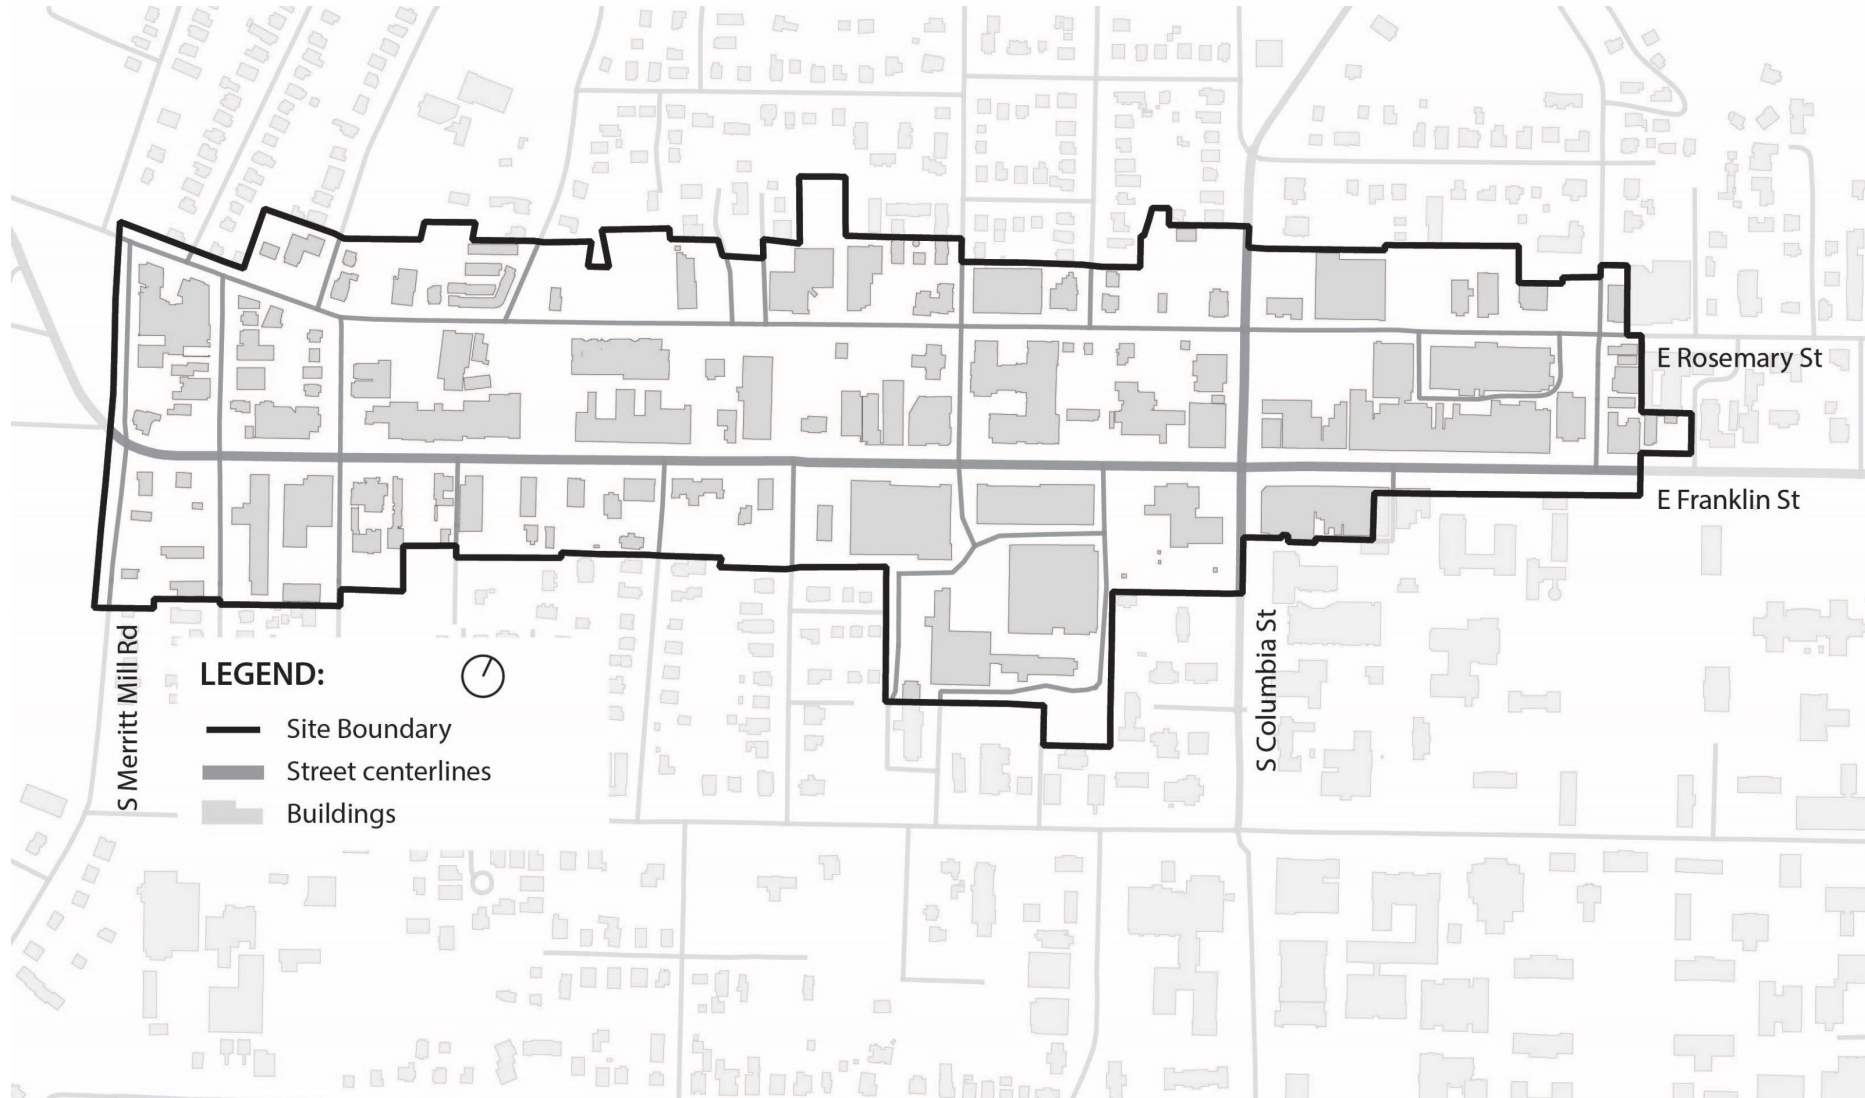 E Rosemary St
E Franklin St
S Merritt Mill Rd
S Columbia St
LEGEND:
Site Boundary
Street centerlines
Buildings